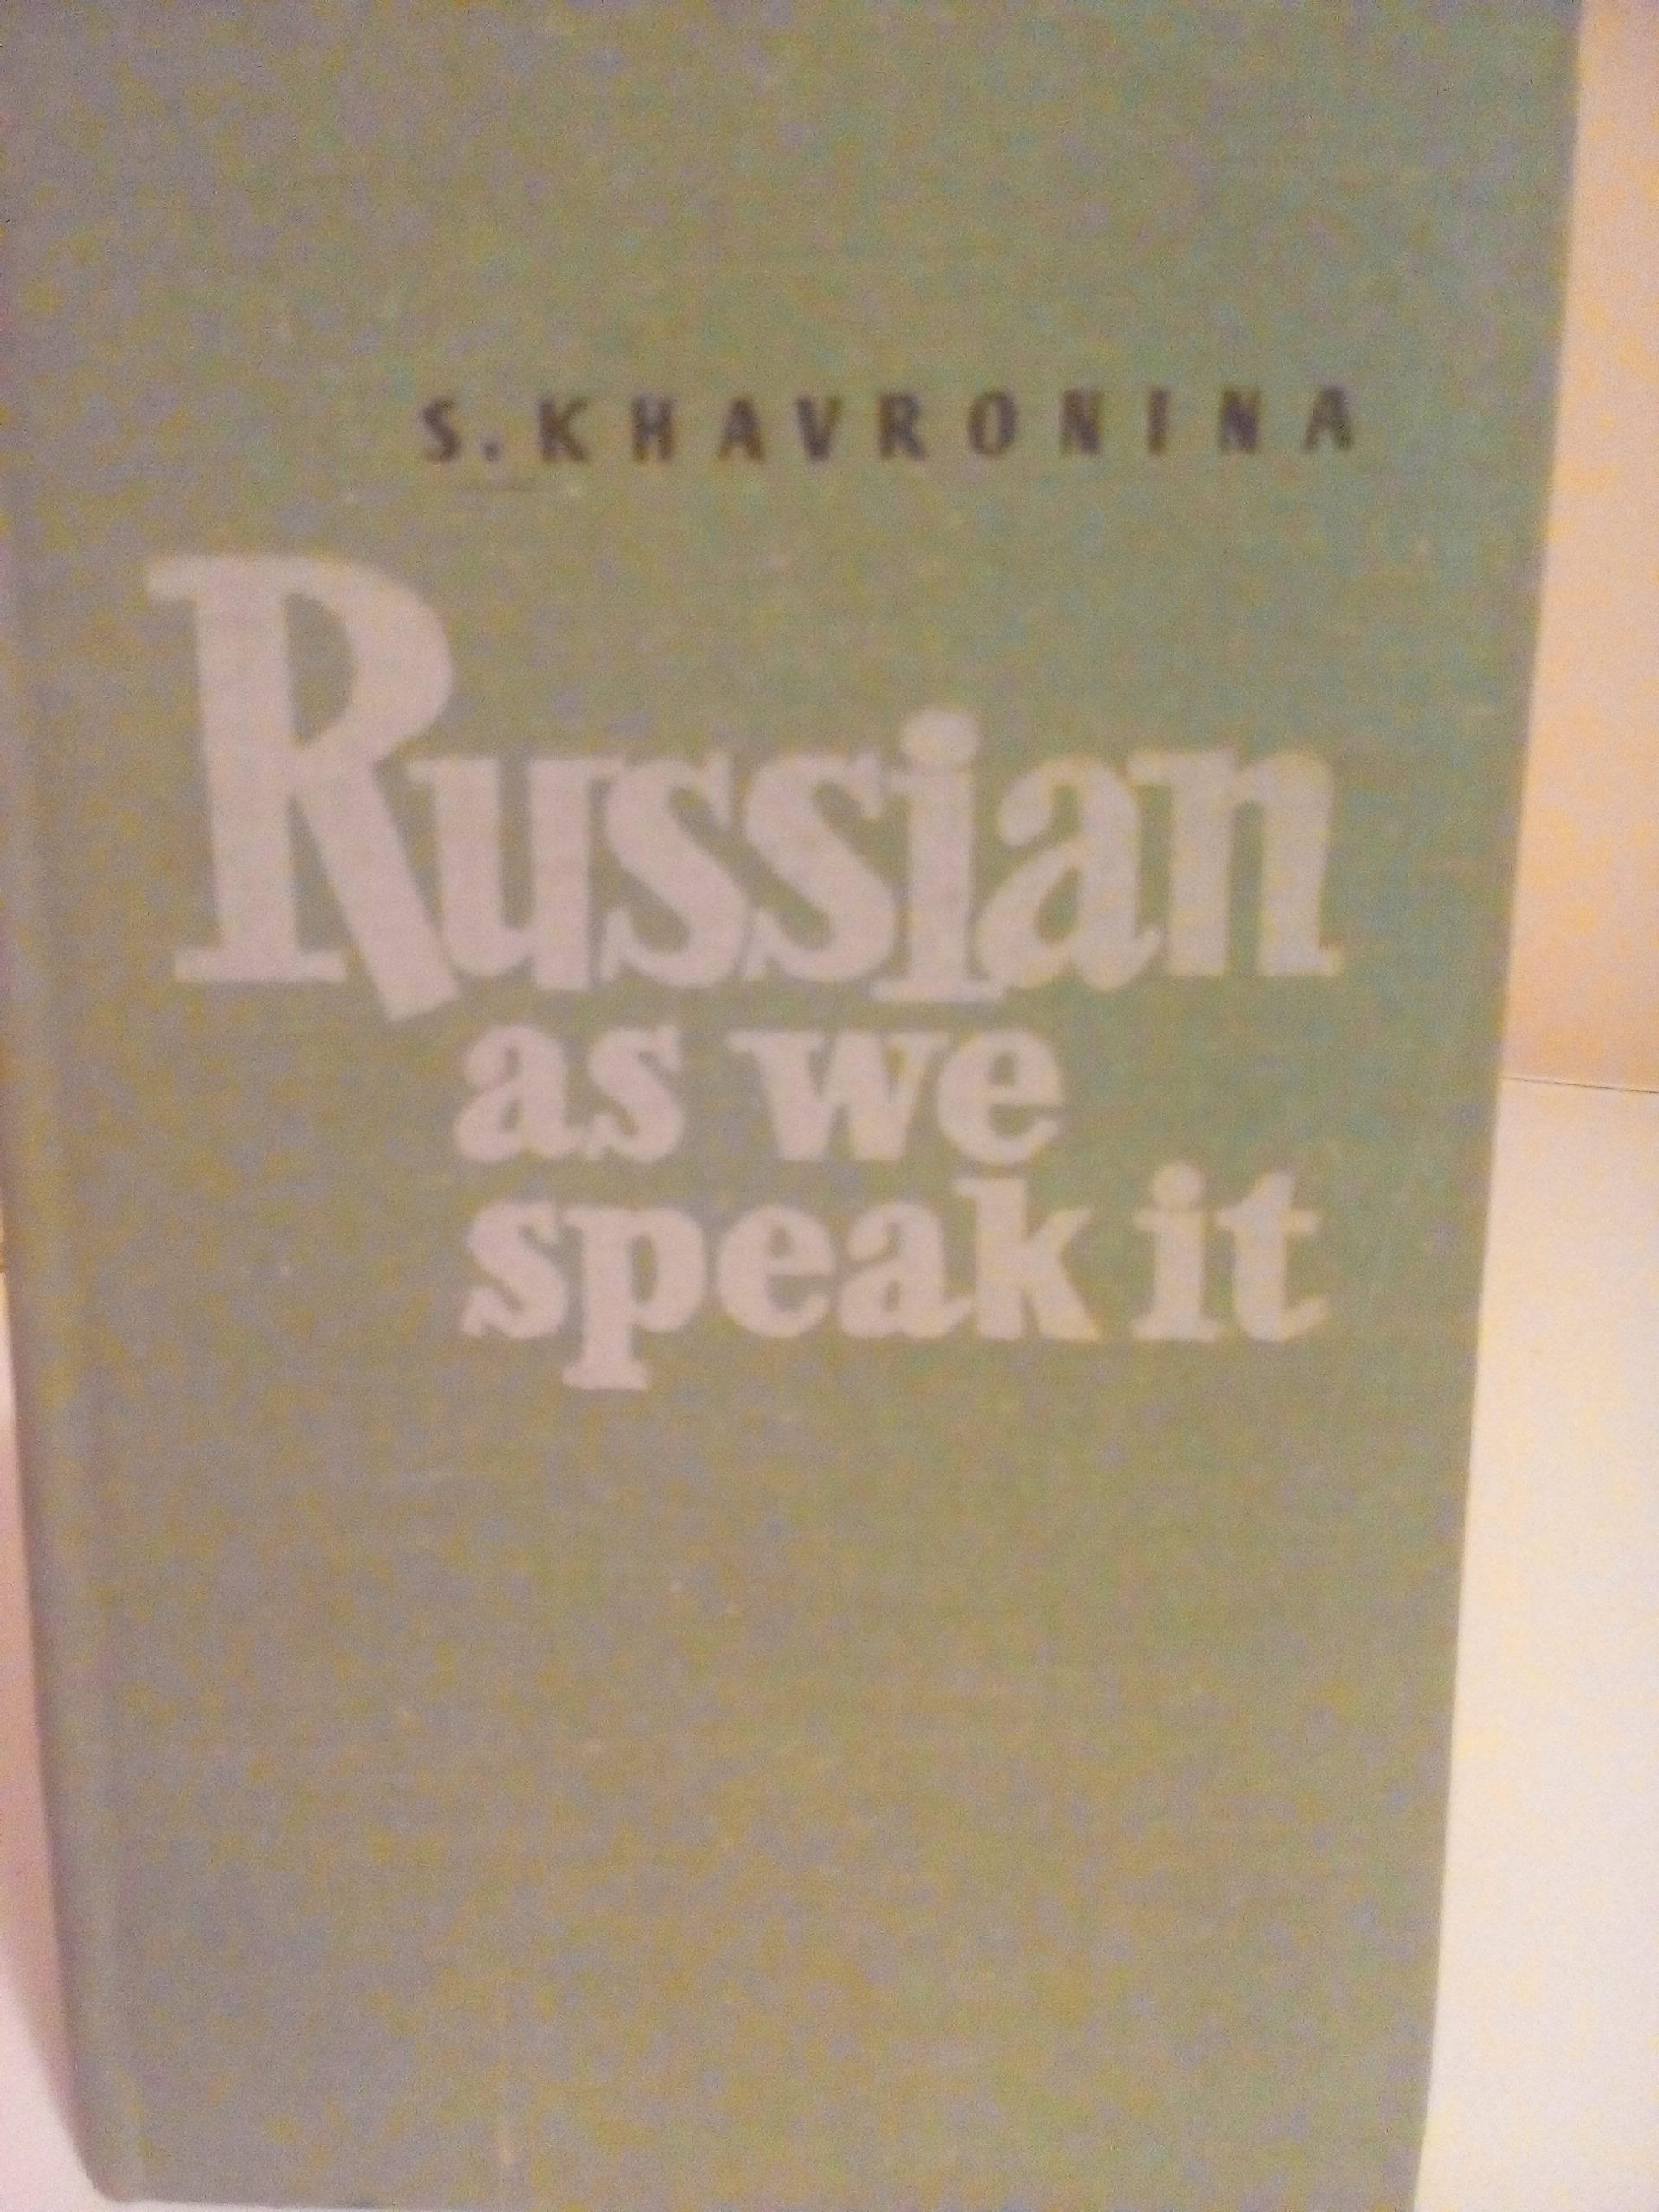 S. KHAVRONINA
Russian
as we
speak it